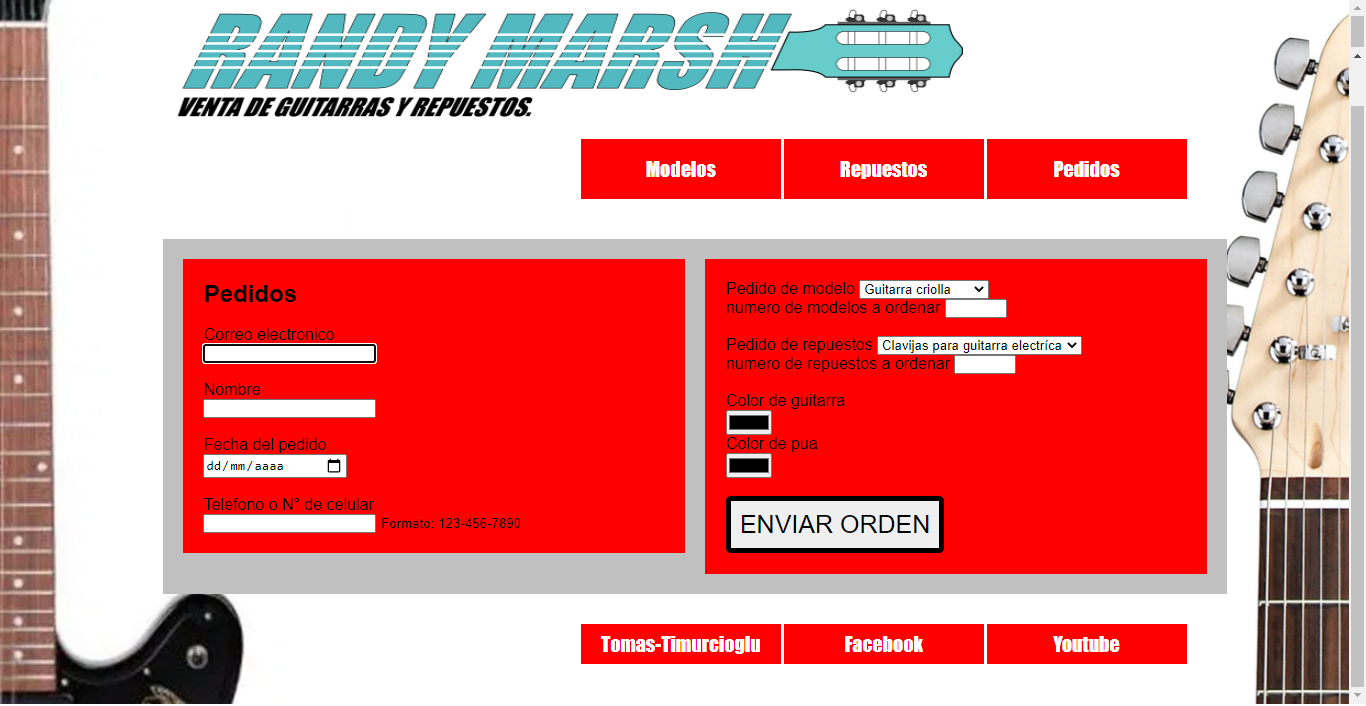 RANDY MARSH
VENTA DE GUITARRAS Y REPUESTOS.
Modelos Repuestos Pedidos
Pedidos
Correo electronico
Nombre
Fecha del pedido
dd/mm/aaaa
Telefono o N° de celular
Formato: 123-456-7890
Pedido de modelo Guitarra criolla
numero de modelos a ordenar
Pedido de repuestos Clavijas para guitarra electríca
numero de repuestos a ordenar
Color de guitarra
Color de pua
ENVIAR ORDEN
Tomas-Timurcioglu Facebook Youtube